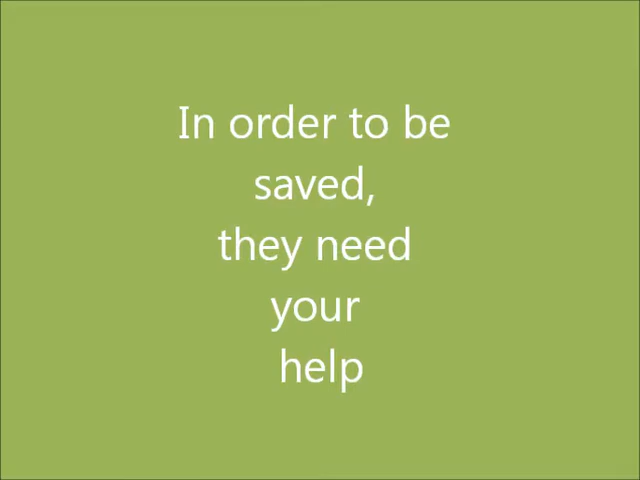 In order to be
saved,
they need
your
help